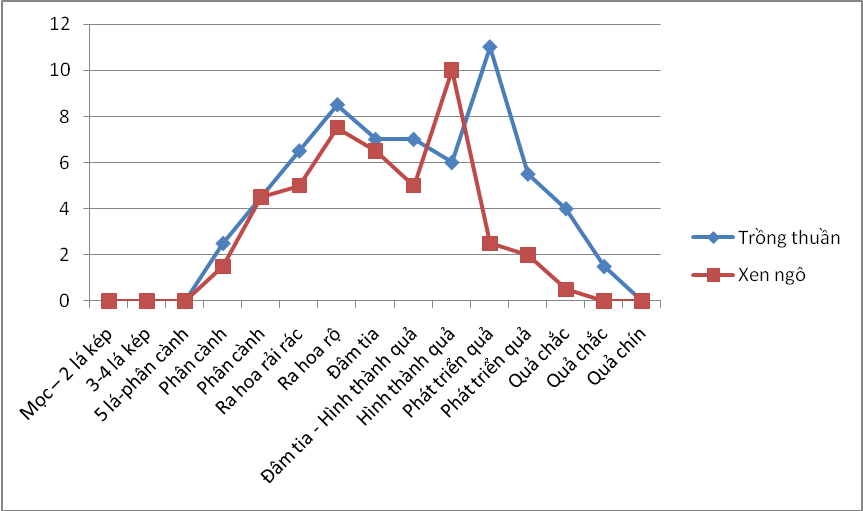 12
10
8
6
4
2
0
Mọc – 2 lá kép
3-4 lá kép
5 lá-phân cành
Phân cành
Phân cành
Ra hoa rải rác
Ra hoa rộ
Đâm tia
Đâm tia - Hình thành quả
Hình thành quả
Phát triển quả
Phát triển quả
Quả chắc
Quả chắc
Quả chín
Trồng thuần
Xen ngô